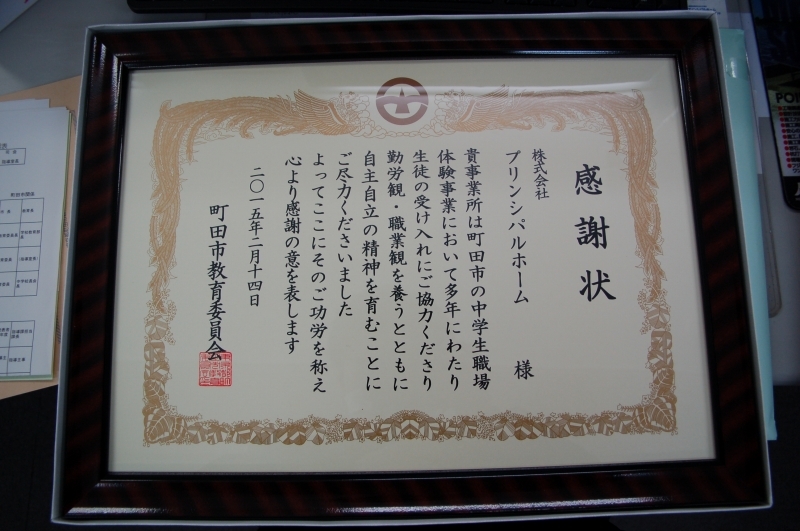 感謝状
株式会社
プリンシパルホーム 様
貴事業所は町田市の中学生職場
体験事業において多年にわたり
生徒の受け入れにご協力くださり
勤労観・職業観を養うとともに
自主自立の精神を育むことに
ご尽力くださいました
よってここにそのご功労を称え
心より感謝の意を表します
二〇一五年二月十四日
町田市教育委員会